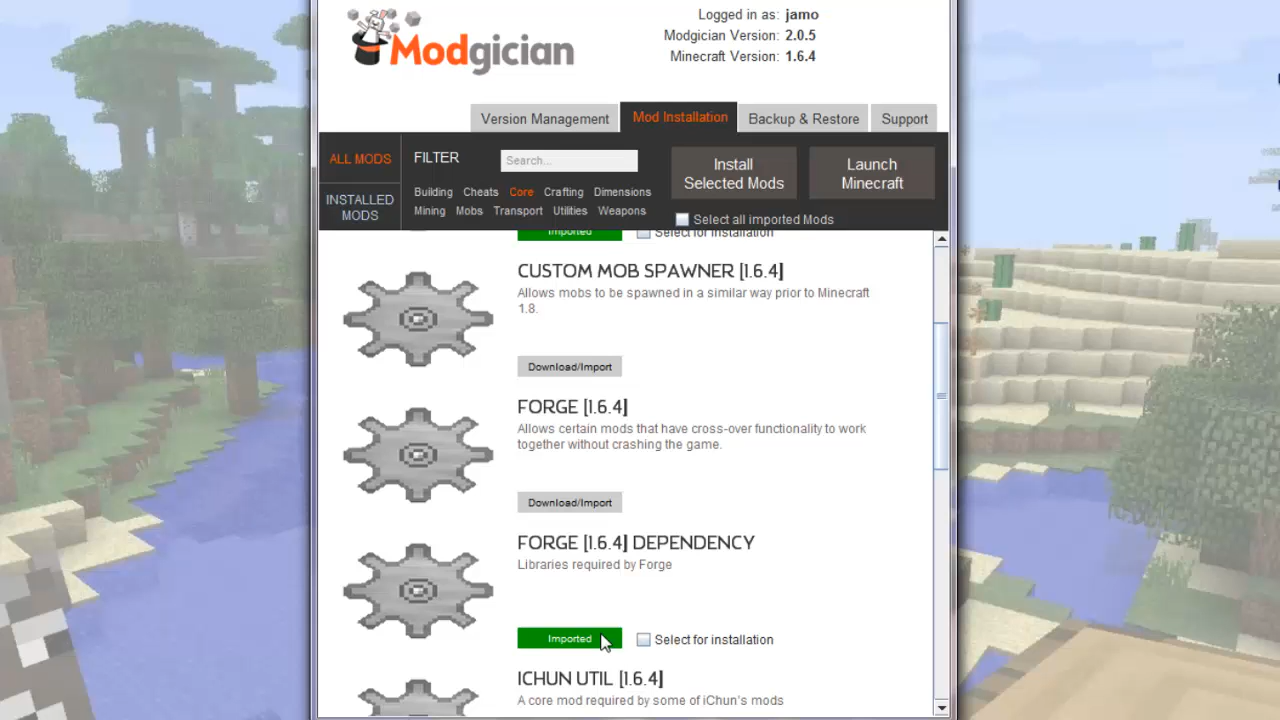 Modgician
Logged in as: jamo
Modgician Version: 2.0.5
Minecraft Version: 1.6.4
Version Management
Mod Installation
Backup & Restore
Support
ALL MODS
INSTALLED
MODS
FILTER
Search...
Building Cheats Core Crafting Dimensions
Mining Mobs Transport Utilities Weapons
Install
Selected Mods
Launch
Minecraft
Select all imported Mods
Imported
Select for installation
CUSTOM MOB SPAWNER [1.6.4]
Allows mobs to be spawned in a similar way prior to Minecraft
1.8.
Download/Import
FORGE [1.6.4]
Allows certain mods that have cross-over functionality to work
together without crashing the game.
Download/Import
FORGE [1.6.4] DEPENDENCY
Libraries required by Forge
Imported
Select for installation
ICHUN UTIL [1.6.4]
A core mod required by some of iChun's mods